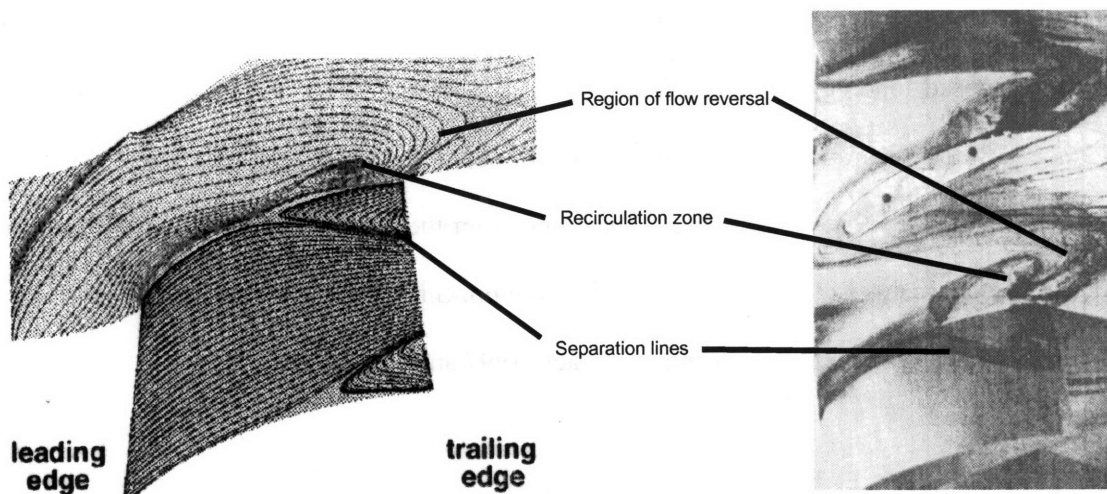 Region of flow reversal
Recirculation zone
Separation lines
leading
edge
trailing
edge